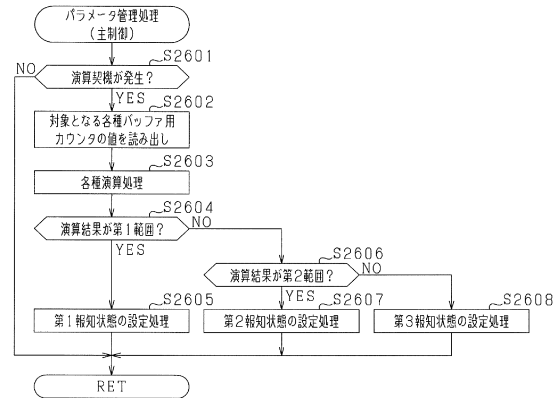 パラメータ管理処理
（主制御）
S2601
NO
演算契機が発生？
YES
S2602
対象となる各種バッファ用
カウンタの値を読み出し
S2603
各種演算処理
S2604
演算結果が第1範囲？
NO
YES
S2606
演算結果が第2範囲？
NO
YES
S2605
第1報知状態の設定処理
S2607
第2報知状態の設定処理
S2608
第3報知状態の設定処理
RET